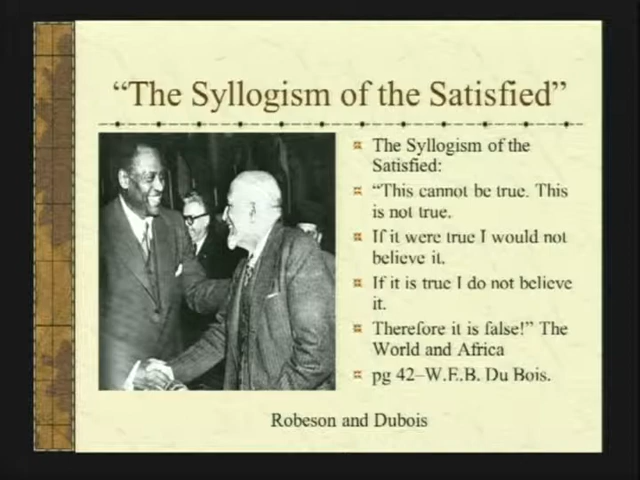 “The Syllogism of the Satisfied”
The Syllogism of the
Satisfied:
“This cannot be true. This
is not true.
If it were true I would not
believe it.
If it is true I do not believe
it.
Therefore it is false!” The
World and Africa
pg 42–W.E.B. Du Bois.
Robeson and Dubois